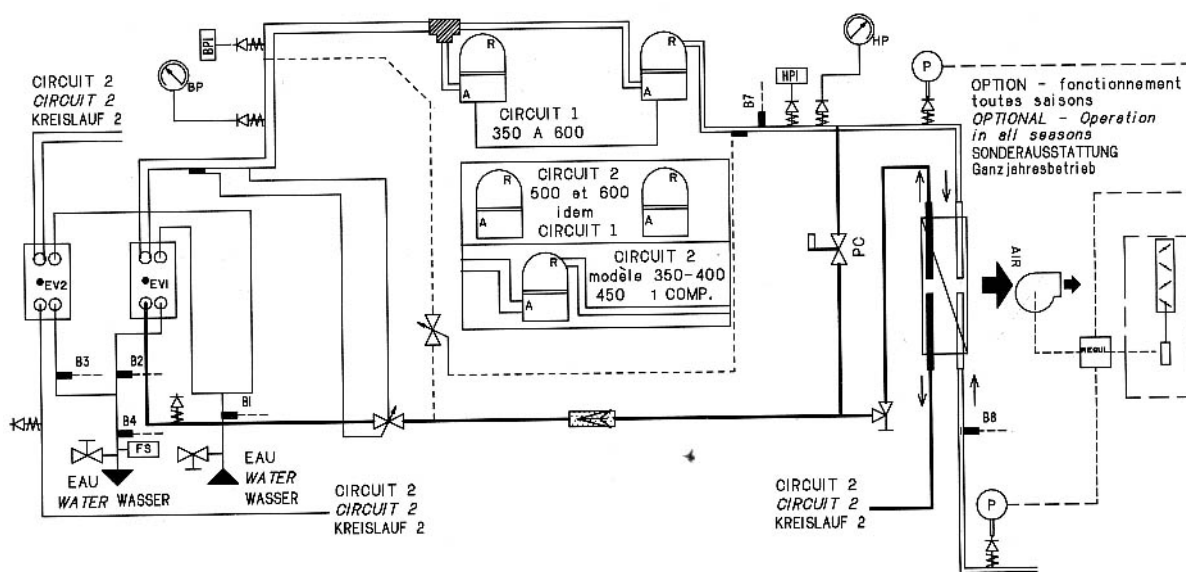 BPI
BP
CIRCUIT 2
CIRCUIT 2
KREISLAUF 2
R
A
CIRCUIT 1
350 A 600
R
A
HP
HPI
B7
P
OPTION - fonctionnement
toutes saisons
OPTIONAL - Operation
in all seasons
SONDERAUSSTATTUNG
Ganzjahresbetrieb
CIRCUIT 2
500 et 600
idem
CIRCUIT 1
R
A
R
A
CIRCUIT 2
modèle 350-400
450 1 COMP.
R
A
PC
AIR
REGUL
EV2
EV1
B3
B2
B4
B1
FS
EAU
WATER WASSER
EAU
WATER
WASSER
CIRCUIT 2
CIRCUIT 2
KREISLAUF 2
CIRCUIT 2
CIRCUIT 2
KREISLAUF 2
B8
P